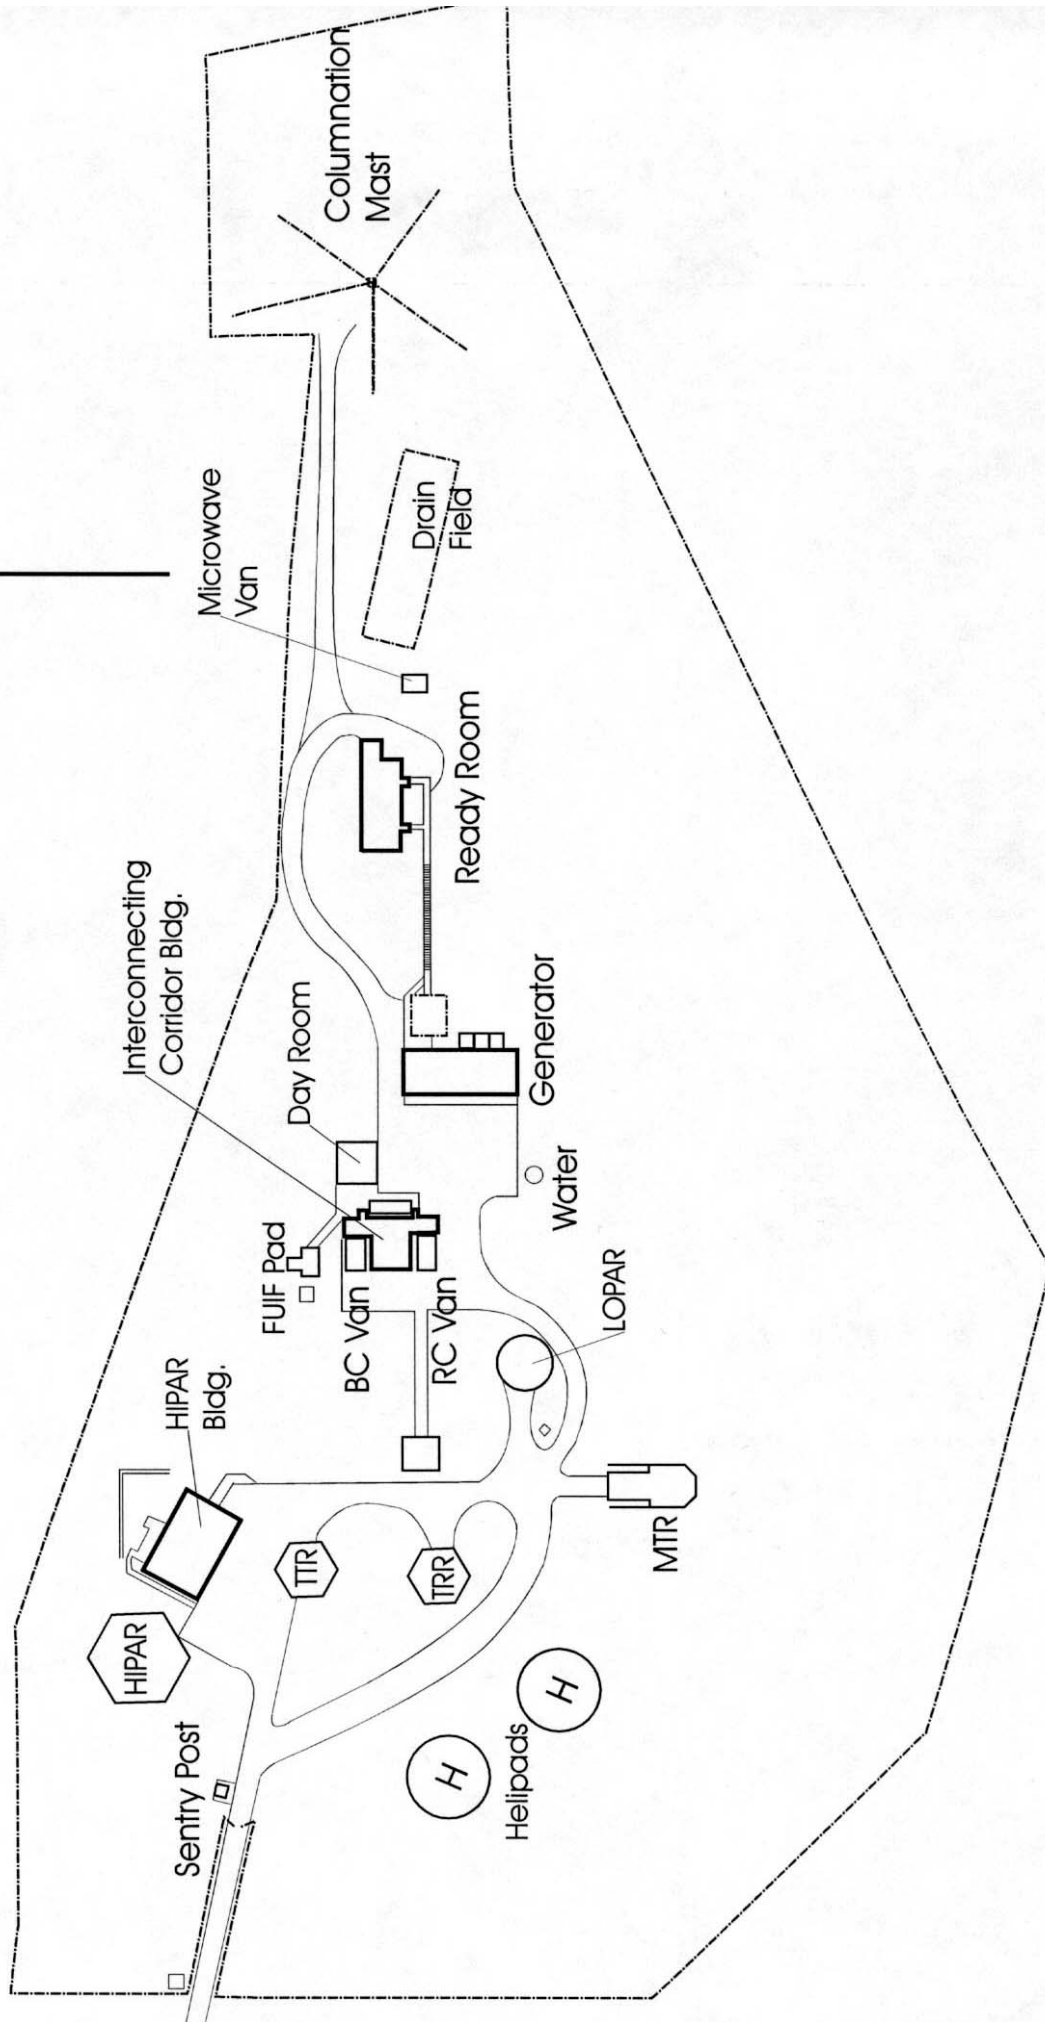 Sentry Post
HIPAR
HIPAR
Bldg.
TTR
TRR
H
H
Helipads
MTR
LOPAR
FUIF Pad
BC Van
RC Van
Water
Day Room
Interconnecting
Corridor Bldg.
Generator
Ready Room
Microwave
Van
Drain
Field
Columnation
Mast